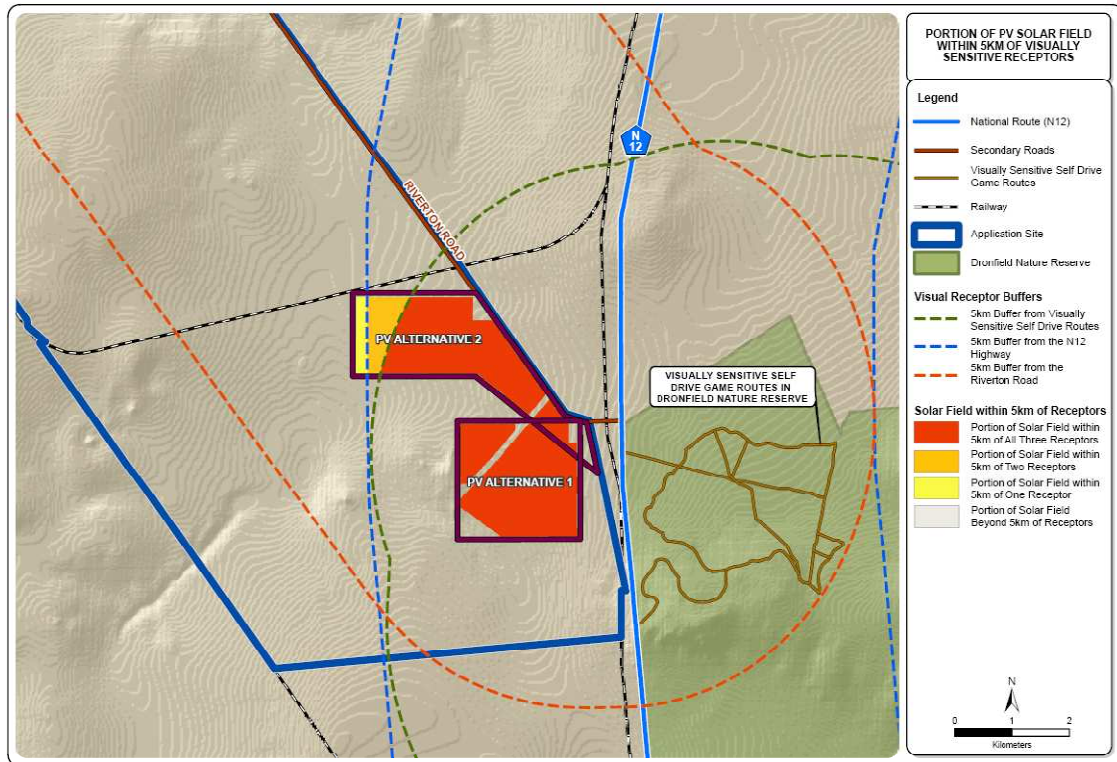 PORTION OF PV SOLAR FIELD
WITHIN 5KM OF VISUALLY
SENSITIVE RECEPTORS
Legend
National Route (N12)
Secondary Roads
Visually Sensitive Self Drive
Game Routes
Railway
Application Site
Dronfield Nature Reserve
Visual Receptor Buffers
5km Buffer from Visually
Sensitive Self Drive Routes
5km Buffer from the N12
Highway
5km Buffer from the
Riverton Road
Solar Field within 5km of Receptors
Portion of Solar Field within
5km of All Three Receptors
Portion of Solar Field within
5km of Two Receptors
Portion of Solar Field within
5km of One Receptor
Portion of Solar Field
Beyond 5km of Receptors
N
0 1 2
Kilometers
N
12
RIVERTON ROAD
PV ALTERNATIVE 2
VISUALLY SENSITIVE SELF
DRIVE GAME ROUTES IN
DRONFIELD NATURE RESERVE
PV ALTERNATIVE 1